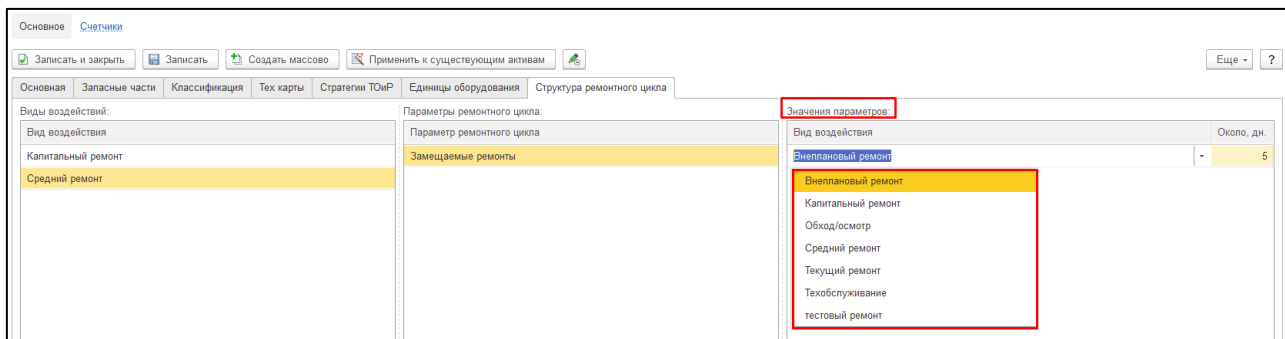 Основное Счетчики
Записать и закрыть Записать Создать массово Применить к существующим активам Еще ?
Основная Запасные части Классификация Тех карты Стратегии ТОиР Единицы оборудования Структура ремонтного цикла
Виды воздействий: Параметры ремонтного цикла: Значения параметров:
Вид воздействия Параметр ремонтного цикла Вид воздействия Около, дн.
Капитальный ремонт Замещаемые ремонты Внеплановый ремонт 5
Средний ремонт Внеплановый ремонт
Капитальный ремонт
Обход/осмотр
Средний ремонт
Текущий ремонт
Техобслуживание
тестовый ремонт